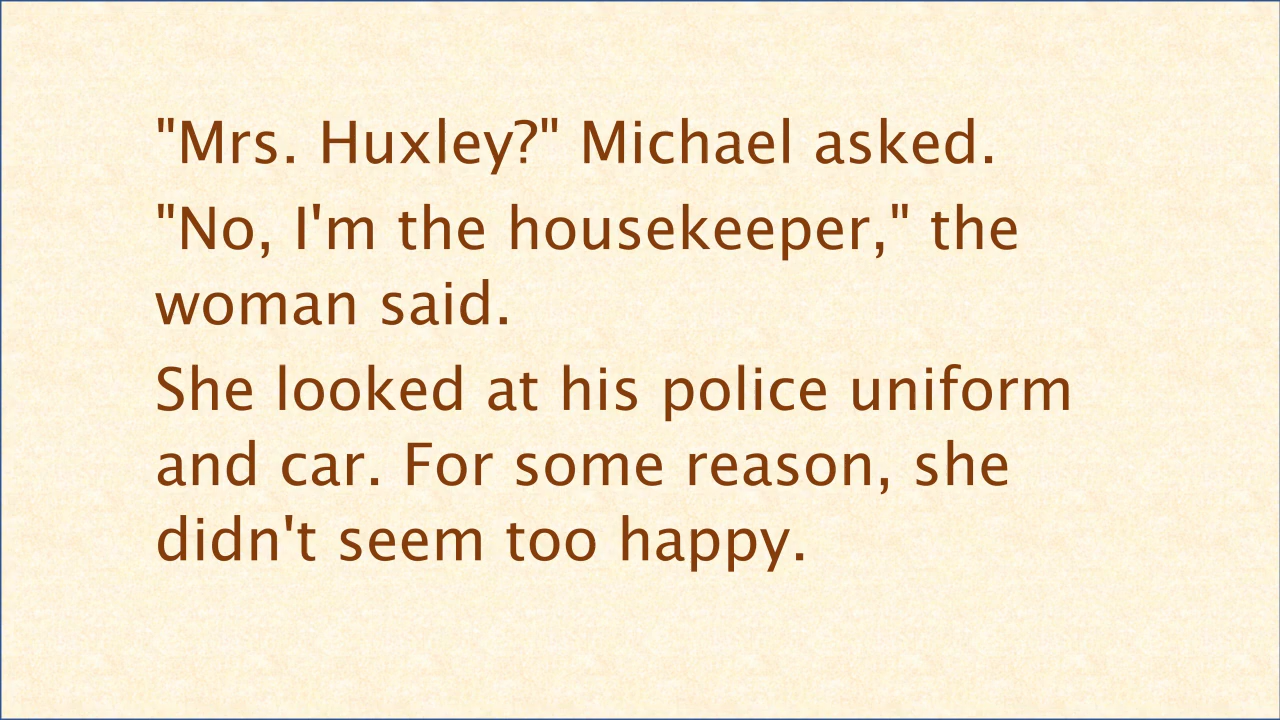 "Mrs. Huxley?" Michael asked.
"No, I'm the housekeeper," the
woman said.
She looked at his police uniform
and car. For some reason, she
didn't seem too happy.